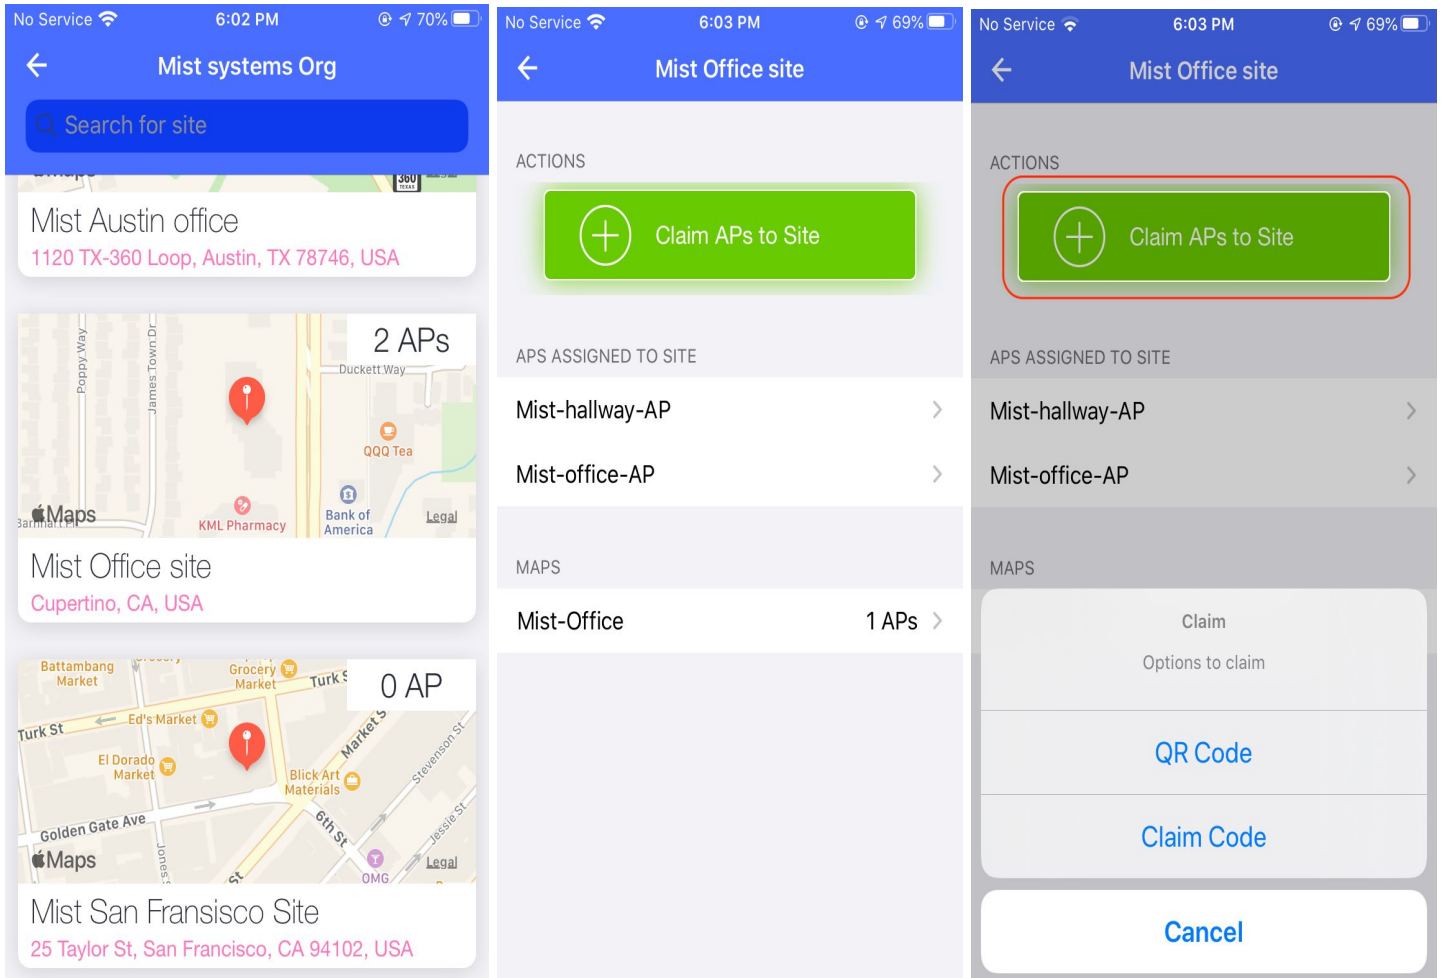 No Service 6:02 PM 70%
Mist systems Org
Search for site
360
TEXAS
Mist Austin office
1120 TX-360 Loop, Austin, TX 78746, USA
2 APs
Poppy Way
James Town Dr
Duckett Way
QQQ Tea
KML Pharmacy
Bank of
America
Maps
Legal
Mist Office site
Cupertino, CA, USA
0 AP
Battambang
Market
Grocery
Market
Turk S
Turk St
Ed's Market
El Dorado
Market
Market S
Stevenson St
Blick Art
Materials
Golden Gate Ave
6th St
Jessie St
Jones
St
OMG
Maps
Legal
Mist San Fransisco Site
25 Taylor St, San Francisco, CA 94102, USA
No Service 6:03 PM 69%
Mist Office site
ACTIONS
Claim APs to Site
APS ASSIGNED TO SITE
Mist-hallway-AP
Mist-office-AP
MAPS
Mist-Office 1 APs
No Service 6:03 PM 69%
Mist Office site
ACTIONS
Claim APs to Site
APS ASSIGNED TO SITE
Mist-hallway-AP
Mist-office-AP
MAPS
Claim
Options to claim
QR Code
Claim Code
Cancel